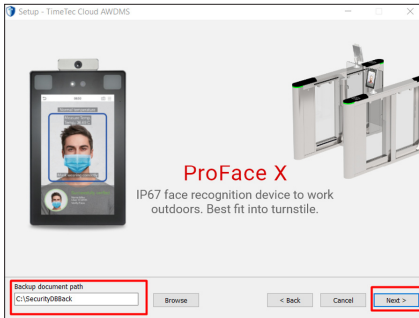 Setup - TimeTec Cloud AWDMS
ProFace X
IP67 face recognition device to work
outdoors. Best fit into turnstile.
Backup document path
C:\SecurityDBBack
Browse
< Back
Cancel
Next >